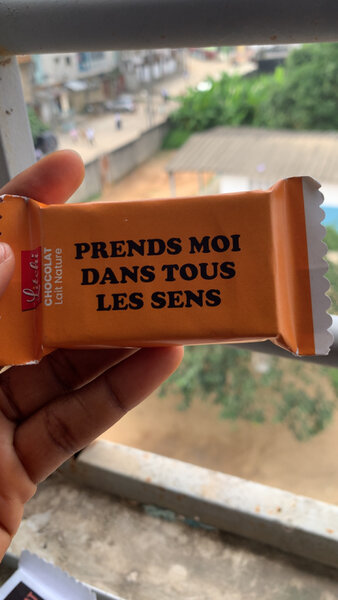 PRENDS MOI
DANS TOUS
LES SENS
CHOCOLAT
Lait Nature